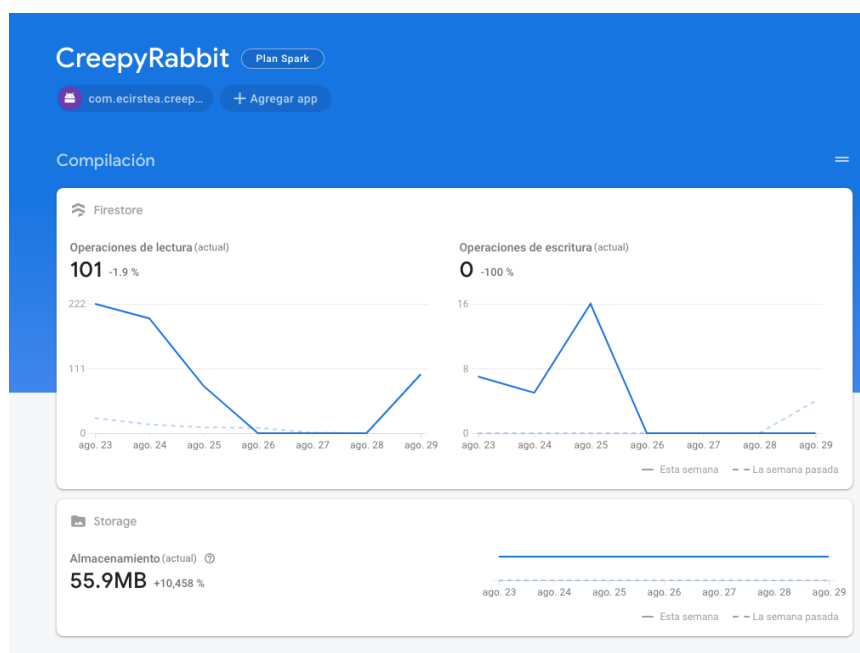 CreepyRabbit Plan Spark
com.ecirstea.creep... + Agregar app
Compilación
Firestore
Operaciones de lectura (actual)
101 -1.9 %
222
111
0
ago. 23 ago. 24 ago. 25 ago. 26 ago. 27 ago. 28 ago. 29
Operaciones de escritura (actual)
0 -100 %
16
8
0
ago. 23 ago. 24 ago. 25 ago. 26 ago. 27 ago. 28 ago. 29
Esta semana La semana pasada
Storage
Almacenamiento (actual)
55.9MB +10,458 %
ago. 23 ago. 24 ago. 25 ago. 26 ago. 27 ago. 28 ago. 29
Esta semana La semana pasada